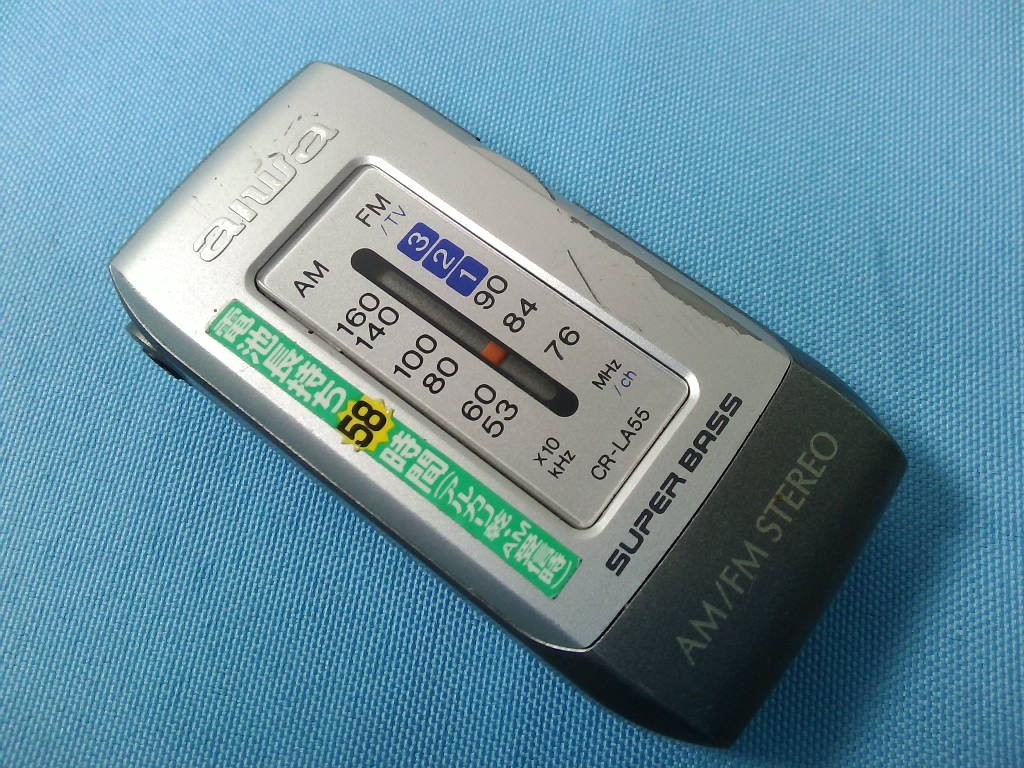 aiwa
FM
/TV
AM
3 2 1
90 84 76
MHz
/ch
160 140 100 80 60 53
x10
kHz
CR-LA55
SUPER BASS
AM/FM STEREO
電池長持ち58時間(アルカリ乾、AM受信時)